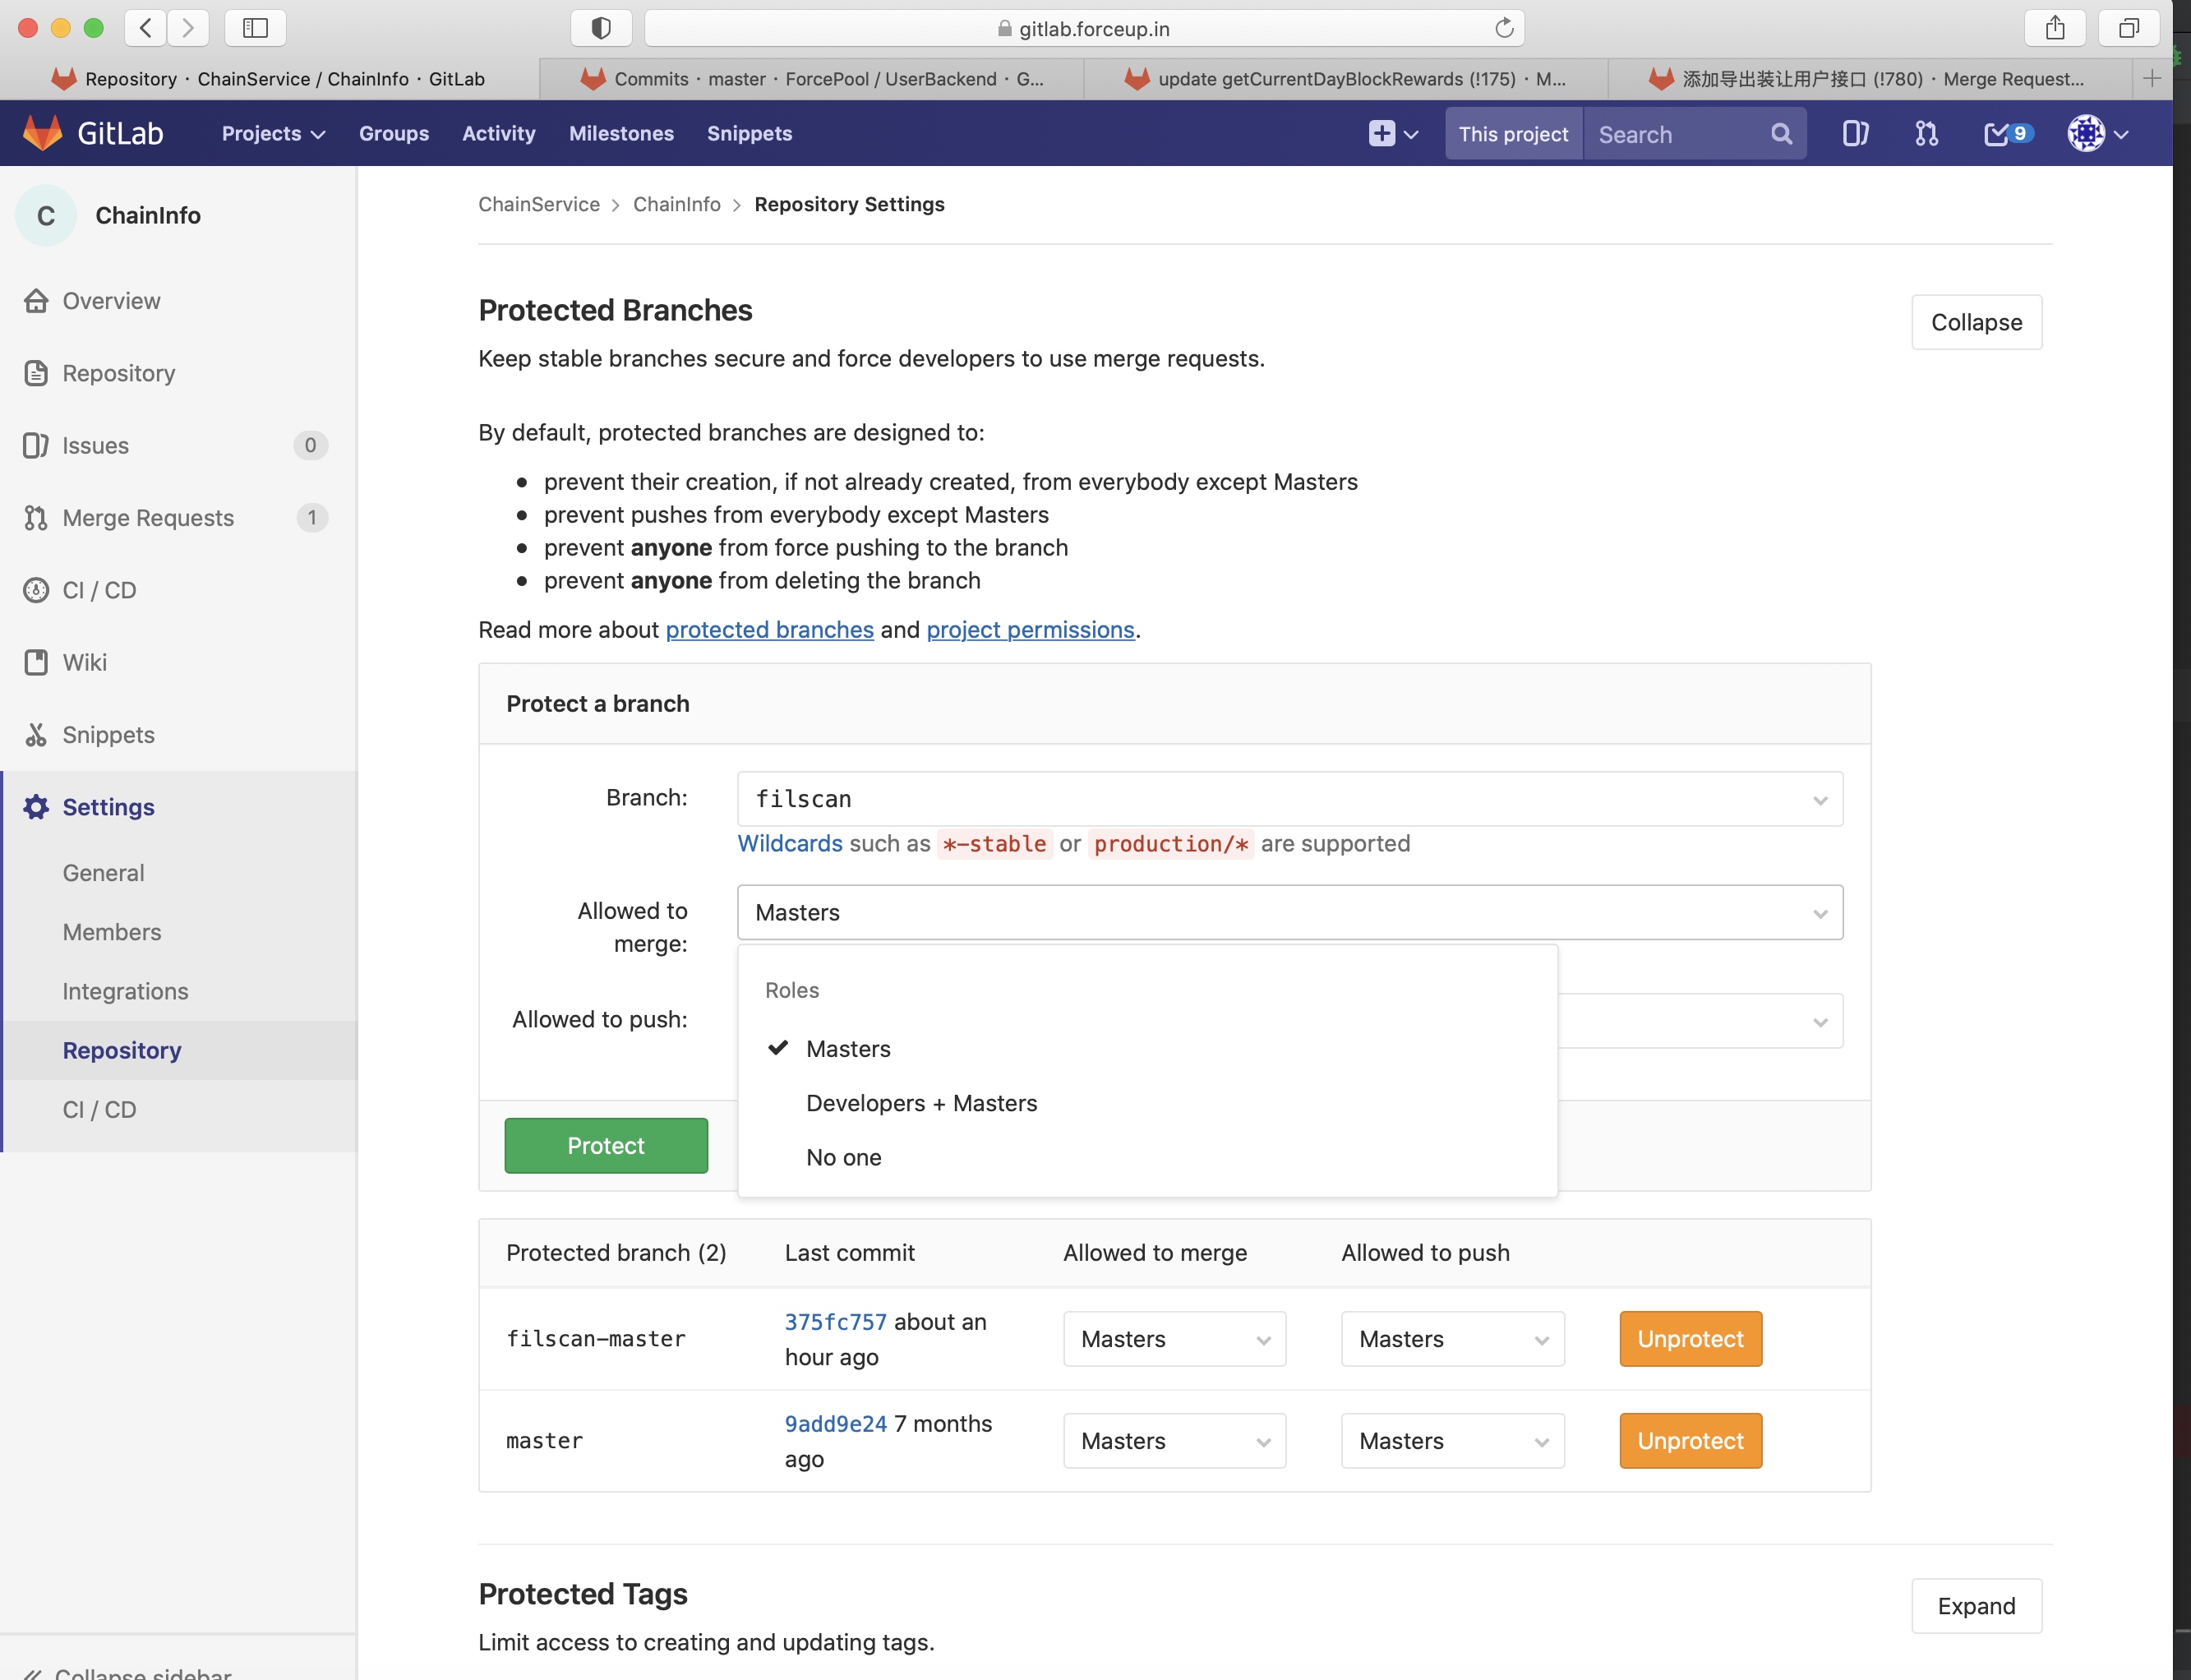 gitlab.forceup.in
Repository · ChainService / ChainInfo · GitLab
Commits · master · ForcePool / UserBackend · G...
update getCurrentDayBlockRewards (!175) · M...
添加导出装让用户接口 (!780) · Merge Request...
GitLab
Projects
Groups
Activity
Milestones
Snippets
This project
Search
9
C
ChainInfo
Overview
Repository
Issues 0
Merge Requests 1
CI / CD
Wiki
Snippets
Settings
General
Members
Integrations
Repository
CI / CD
Collapse sidebar
ChainService > ChainInfo > Repository Settings
Protected Branches
Collapse
Keep stable branches secure and force developers to use merge requests.
By default, protected branches are designed to:
prevent their creation, if not already created, from everybody except Masters
prevent pushes from everybody except Masters
prevent anyone from force pushing to the branch
prevent anyone from deleting the branch
Read more about protected branches and project permissions.
Protect a branch
Branch:
filscan
Wildcards such as *-stable or production/* are supported
Allowed to
merge:
Masters
Roles
Masters
Developers + Masters
No one
Allowed to push:
Protect
Protected branch (2) Last commit Allowed to merge Allowed to push
filscan-master
375fc757 about an
hour ago
Masters
Masters
Unprotect
master
9add9e24 7 months
ago
Masters
Masters
Unprotect
Protected Tags
Expand
Limit access to creating and updating tags.